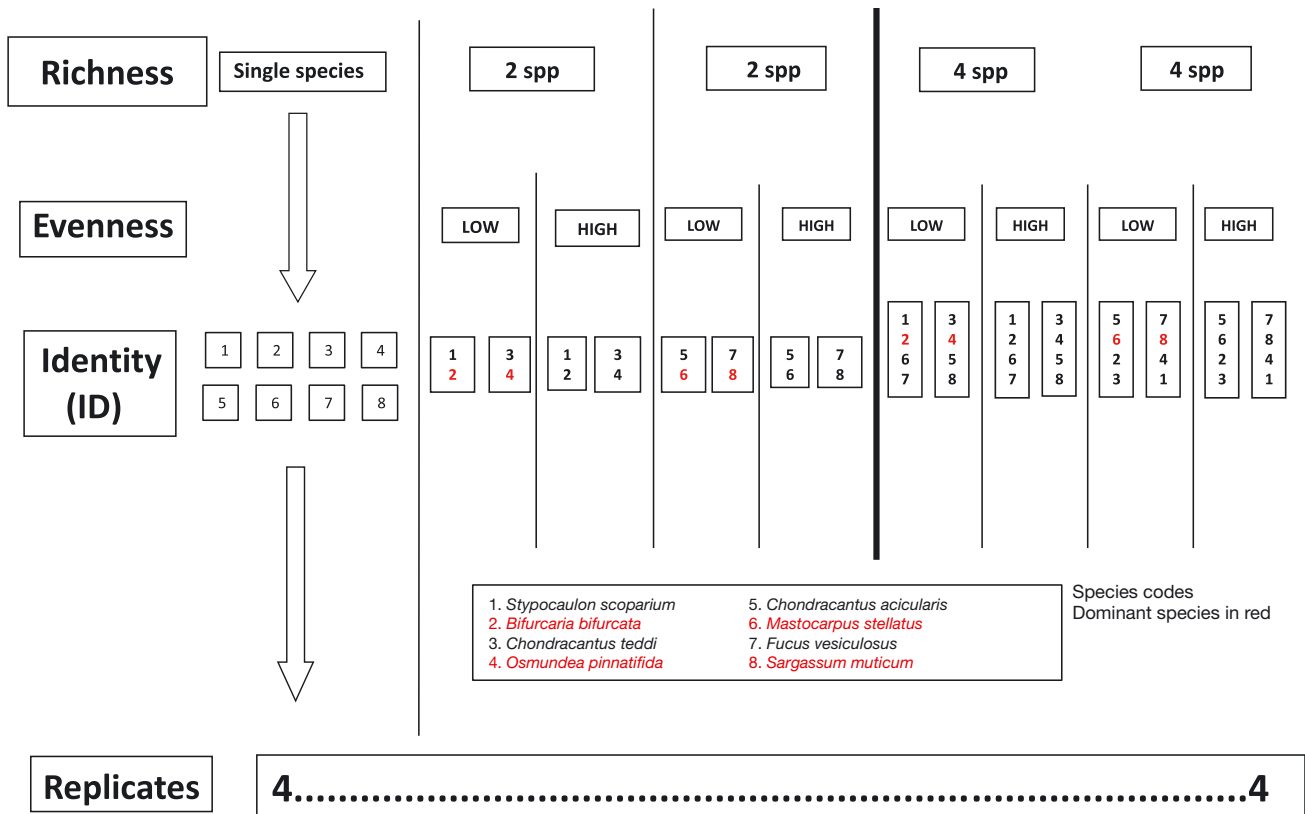 Richness
Single species
2 spp
2 spp
4 spp
4 spp
Evenness
LOW
HIGH
LOW
HIGH
LOW
HIGH
LOW
HIGH
Identity
(ID)
1 2 3 4
5 6 7 8
1
2
3
4
1
2
3
4
5
6
7
8
5
6
7
8
1
2
6
7
3
4
5
8
1
2
6
7
3
4
5
8
5
6
2
3
7
8
4
1
5
6
2
3
7
8
4
1
1. Stypocaulon scoparium
2. Bifurcaria bifurcata
3. Chondracantus teddi
4. Osmundea pinnatifida
5. Chondracantus acicularis
6. Mastocarpus stellatus
7. Fucus vesiculosus
8. Sargassum muticum
Species codes
Dominant species in red
Replicates
4........................................................................4